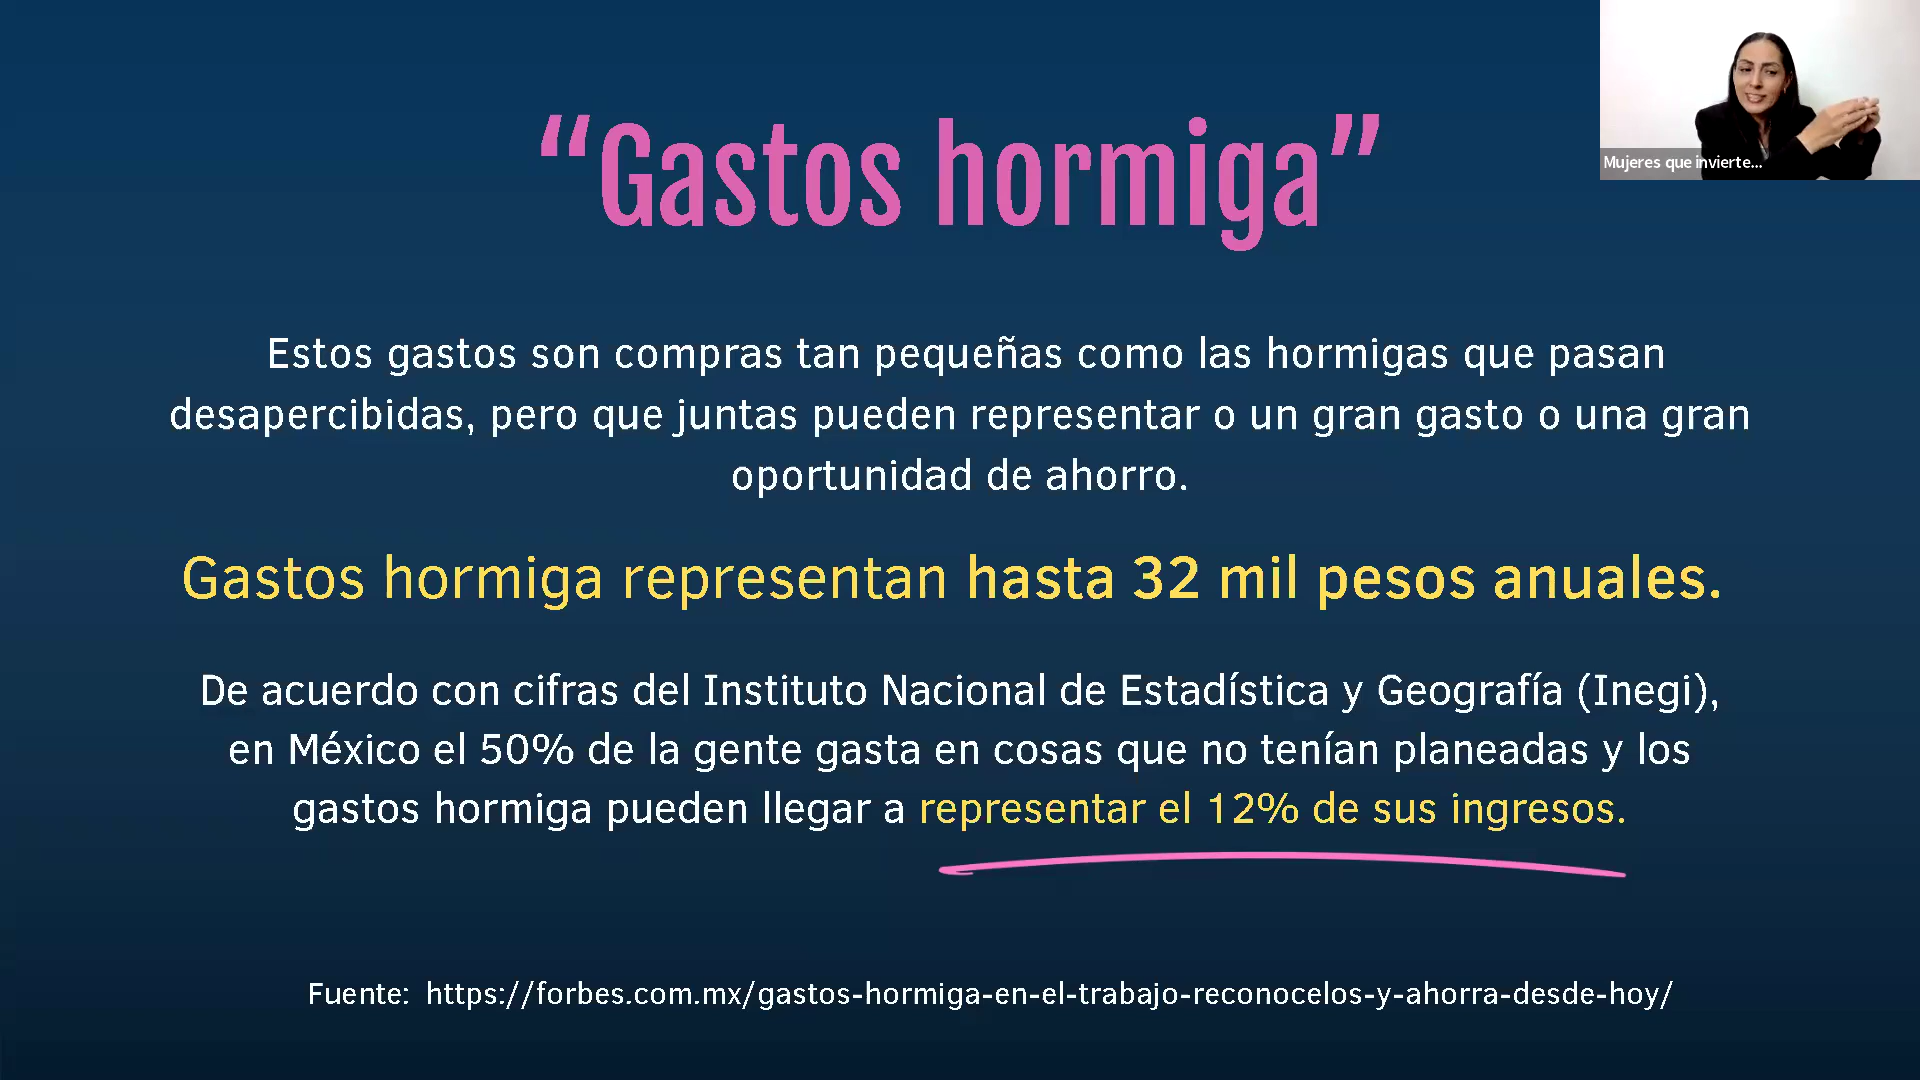 “Gastos hormiga”
Mujeres que invierte...
Estos gastos son compras tan pequeñas como las hormigas que pasan
desapercibidas, pero que juntas pueden representar o un gran gasto o una gran
oportunidad de ahorro.
Gastos hormiga representan hasta 32 mil pesos anuales.
De acuerdo con cifras del Instituto Nacional de Estadística y Geografía (Inegi),
en México el 50% de la gente gasta en cosas que no tenían planeadas y los
gastos hormiga pueden llegar a representar el 12% de sus ingresos.
Fuente: https://forbes.com.mx/gastos-hormiga-en-el-trabajo-reconocelos-y-ahorra-desde-hoy/